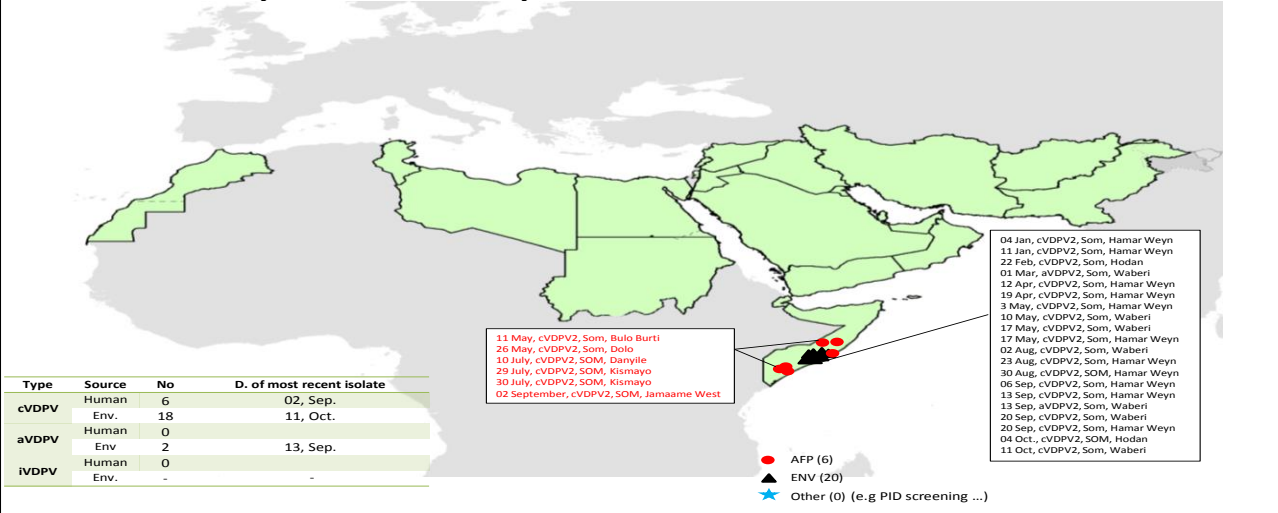 04 Jan, cVDPV2, Som, Hamar Weyn
11 Jan, cVDPV2, Som, Hamar Weyn
22 Feb, cVDPV2, Som, Hodan
01 Mar, aVDPV2, Som, Waberi
12 Apr, cVDPV2, Som, Hamar Weyn
19 Apr, cVDPV2, Som, Hamar Weyn
3 May, cVDPV2, Som, Hamar Weyn
10 May, cVDPV2, Som, Waberi
17 May, cVDPV2, Som, Waberi
17 May, cVDPV2, Som, Hamar Weyn
02 Aug, cVDPV2, Som, Waberi
23 Aug, cVDPV2, Som, Hamar Weyn
30 Aug, cVDPV2, SOM, Hamar Weyn
06 Sep, cVDPV2, Som, Hamar Weyn
13 Sep, cVDPV2, Som, Hamar Weyn
13 Sep, aVDPV2, Som, Waberi
20 Sep, cVDPV2, Som, Waberi
20 Sep, cVDPV2, Som, Hamar Weyn
04 Oct., cVDPV2, SOM, Hodan
11 Oct, cVDPV2, Som, Waberi
11 May, cVDPV2, Som, Bulo Burti
26 May, cVDPV2, Som, Dolo
10 July, cVDPV2, SOM, Danyile
29 July, cVDPV2, SOM, Kismayo
30 July, cVDPV2, SOM, Kismayo
02 September, cVDPV2, SOM, Jamaame West
Type Source No D. of most recent isolate
cVDPV Human 6 02, Sep.
Env. 18 11, Oct.
aVDPV Human 0
Env 2 13, Sep.
iVDPV Human 0
Env. - -
AFP (6)
ENV (20)
Other (0) (e.g PID screening ...)